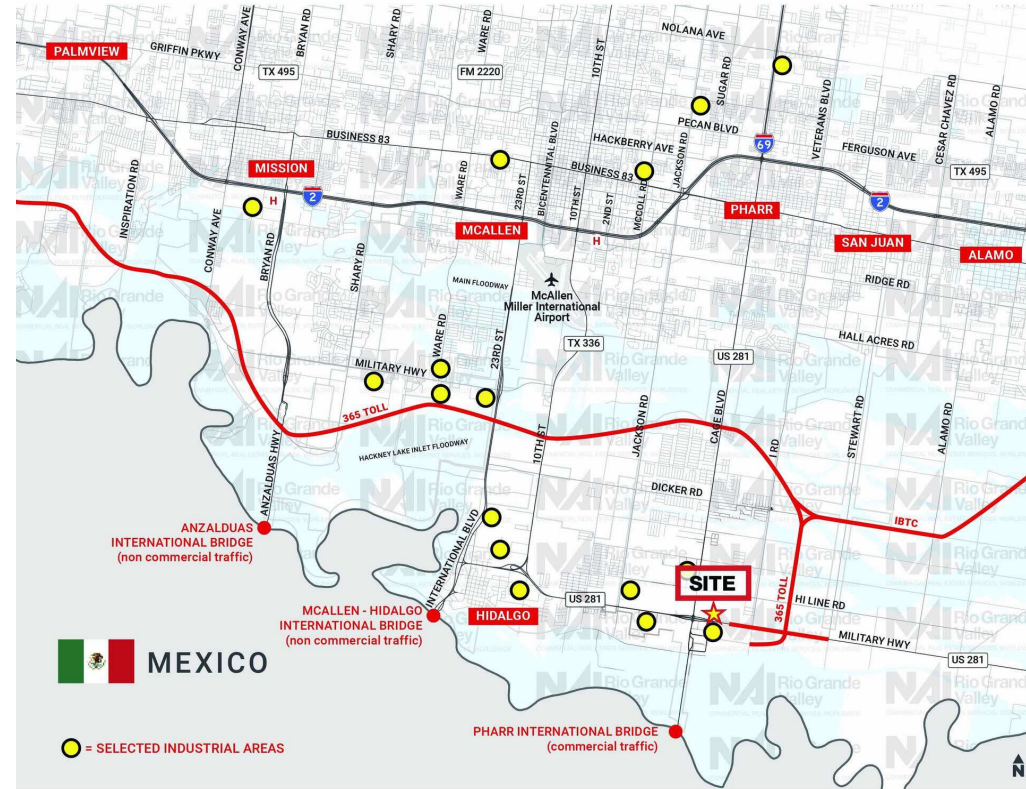 PALMVIEW
GRIFFIN PKWY
CONWAY AVE
BRYAN RD
SHARY RD
WARE RD
10TH ST
NOLANA AVE
SUGAR RD
TX 495
FM 2220
PECAN BLVD
VETERANS BLVD
CESAR CHAVEZ RD
ALAMO RD
BUSINESS 83
HACKBERRY AVE
69
FERGUSON AVE
TX 495
INSPIRATION RD
MISSION
2
H
WARE RD
23RD ST
BICENTENNIAL BLVD
BUSINESS 83
10TH ST
2ND ST
MCCOLL RD
JACKSON RD
PHARR
2
CONWAY AVE
BRYAN RD
SHARY RD
MCALLEN
H
SAN JUAN
ALAMO
MAIN FLOODWAY
McAllen
Miller International
Airport
RIDGE RD
WARE RD
23RD ST
TX 336
HALL ACRES RD
MILITARY HWY
US 281
365 TOLL
JACKSON RD
CAGE BLVD
I RD
STEWART RD
ALAMO RD
HACKNEY LAKE INLET FLOODWAY
10TH ST
ANZALDUAS HWY
DICKER RD
ANZALDUAS
INTERNATIONAL BRIDGE
(non commercial traffic)
INTERNATIONAL BLVD
IBTC
SITE
MCALLEN - HIDALGO
INTERNATIONAL BRIDGE
(non commercial traffic)
HIDALGO
US 281
365 TOLL
HI LINE RD
MILITARY HWY
US 281
MEXICO
PHARR INTERNATIONAL BRIDGE
(commercial traffic)
= SELECTED INDUSTRIAL AREAS
N
NAI Rio Grande
Valley